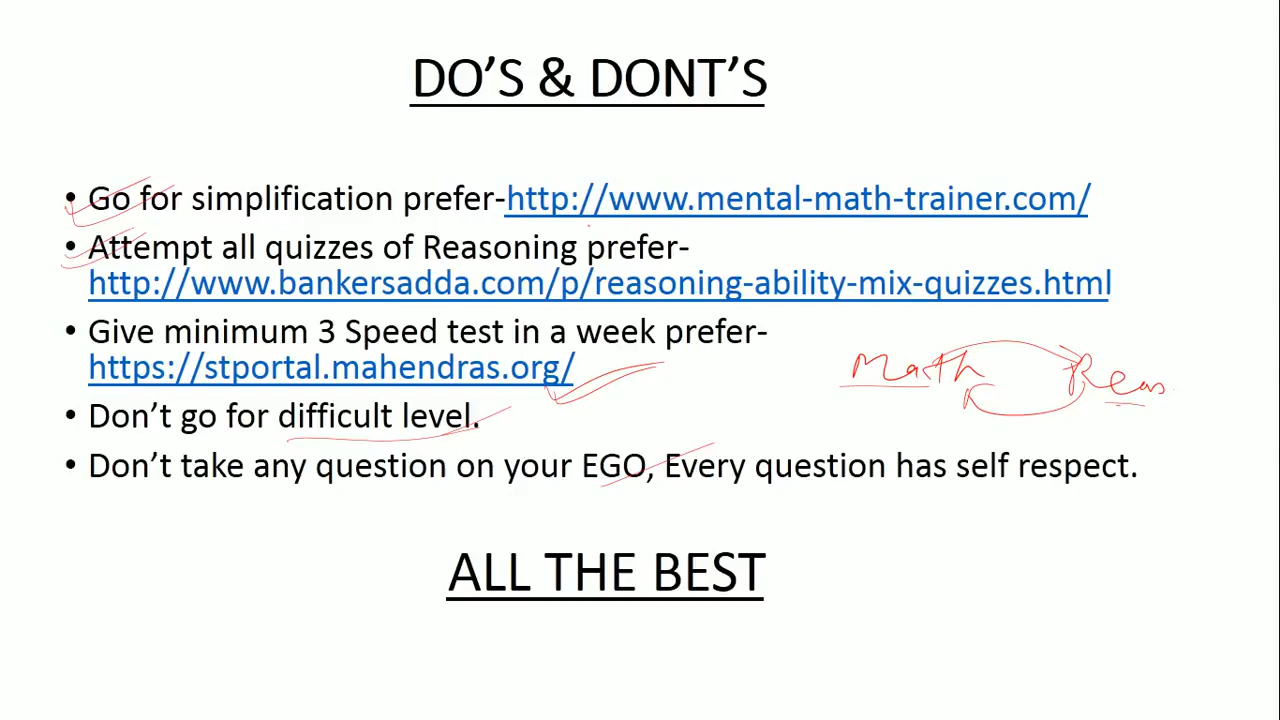 DO'S & DONT'S
• Go for simplification prefer-http://www.mental-math-trainer.com/
• Attempt all quizzes of Reasoning prefer-
http://www.bankersadda.com/p/reasoning-ability-mix-quizzes.html
• Give minimum 3 Speed test in a week prefer-
https://stportal.mahendras.org/
Math Reas
• Don't go for difficult level.
• Don't take any question on your EGO, Every question has self respect.
ALL THE BEST